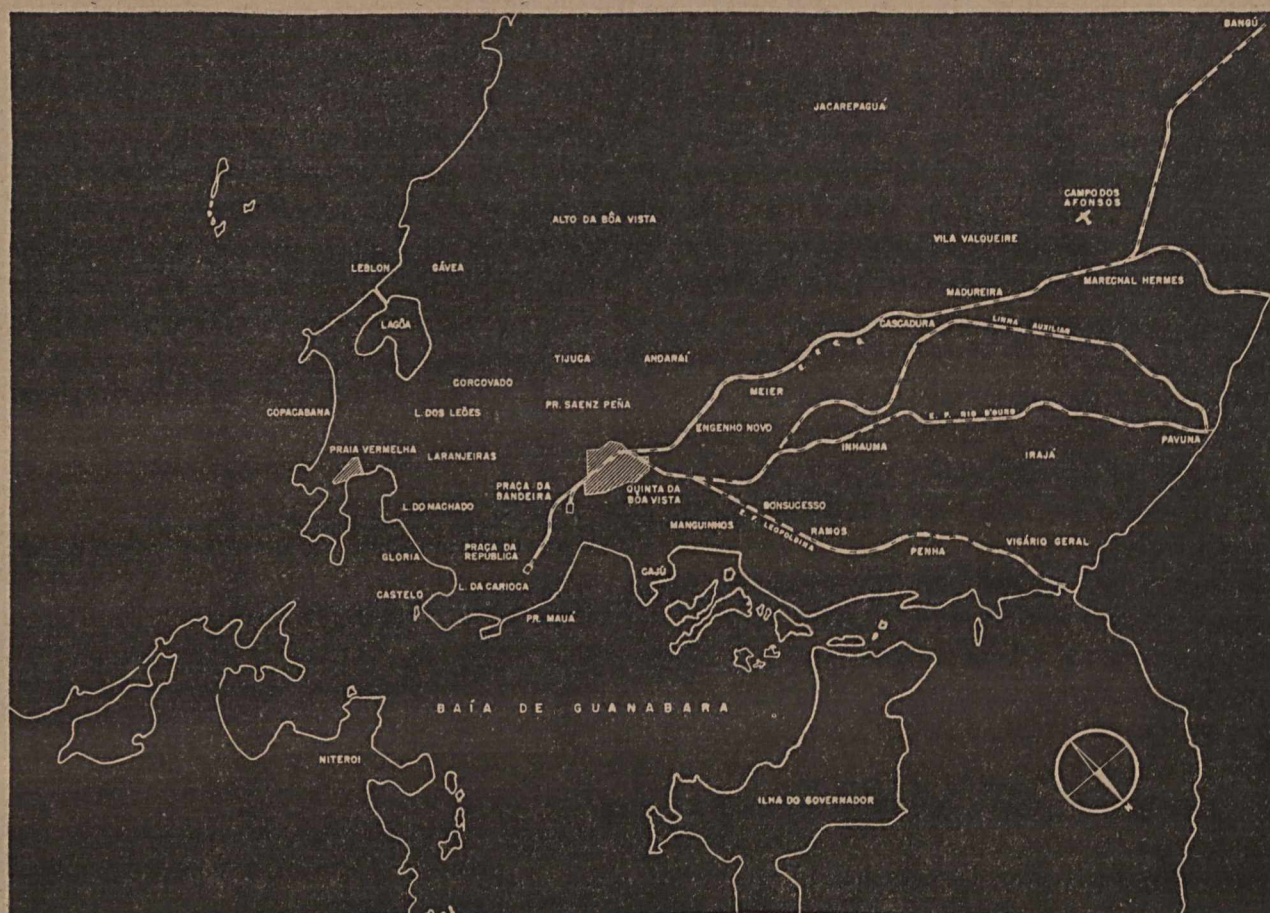 BANGÚ
JACAREPAGUÁ
CAMPO DOS
AFONSOS
ALTO DA BÔA VISTA
VILA VALQUEIRE
LEBLON
GÁVEA
MARECHAL HERMES
MADUREIRA
LAGÔA
CASCADURA
LINHA AUXILIAR
E. F. C. B.
TIJUCA
ANDARAÍ
CORCOVADO
MEIER
COPACABANA
L. DOS LEÕES
PR. SAENZ PEÑA
E. F. RIO D'OURO
ENGENHO NOVO
PAVUNA
PRAIA VERMELHA
LARANJEIRAS
INHAUMA
IRAJÁ
PRAÇA DA
BANDEIRA
QUINTA DA
BÔA VISTA
L. DO MACHADO
BONSUCESSO
E. F. LEOPOLDINA
MANGUINHOS
RAMOS
PRAÇA DA
REPÚBLICA
PENHA
VIGÁRIO GERAL
GLORIA
CAJÚ
L. DA CARIOCA
CASTELO
PR. MAUÁ
BAÍA DE GUANABARA
NITEROI
ILHA DO GOVERNADOR
N